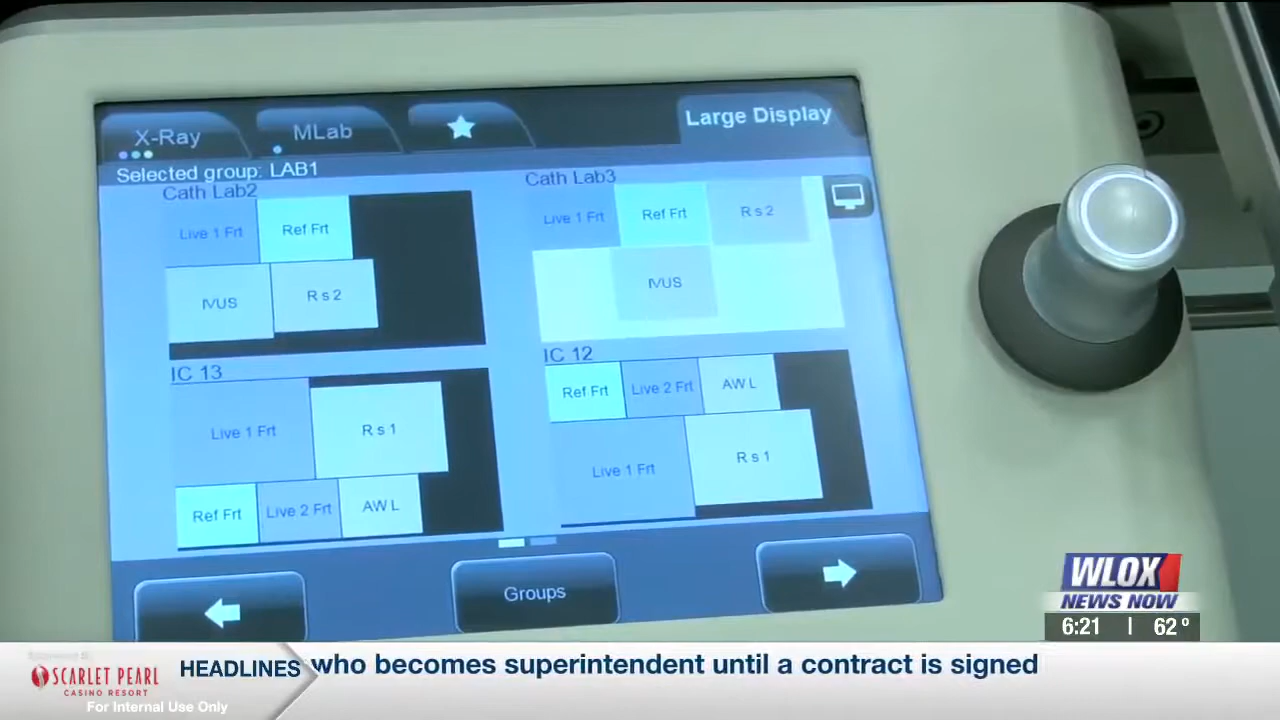 X-Ray
MLab
Large Display
Selected group: LAB1
Cath Lab2
Live 1 Frt
Ref Frt
IVUS
R s 2
Cath Lab3
Live 1 Frt
Ref Frt
R s 2
IVUS
IC 13
Live 1 Frt
R s 1
Ref Frt
Live 2 Frt
AW L
IC 12
Ref Frt
Live 2 Frt
AW L
Live 1 Frt
R s 1
Groups
WLOX
NEWS NOW
6:21 | 62º
SCARLET PEARL
CASINO RESORT
HEADLINES
who becomes superintendent until a contract is signed
For Internal Use Only